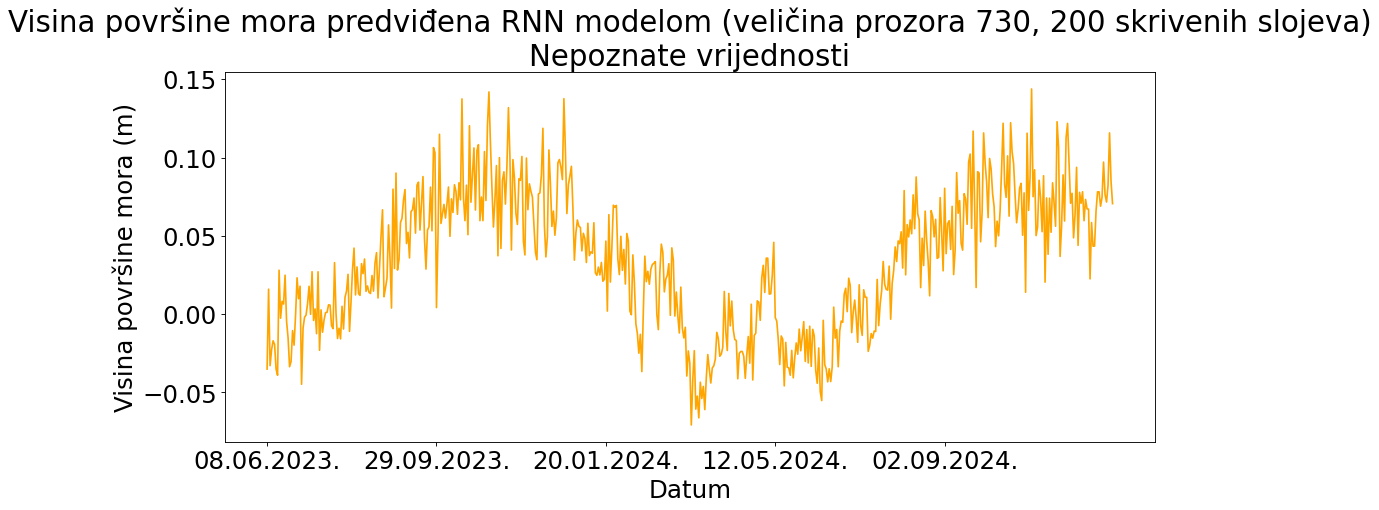 Visina površine mora predviđena RNN modelom (veličina prozora 730, 200 skrivenih slojeva)
Nepoznate vrijednosti
Visina površine mora (m)
0.15
0.10
0.05
0.00
−0.05
08.06.2023. 29.09.2023. 20.01.2024. 12.05.2024. 02.09.2024.
Datum